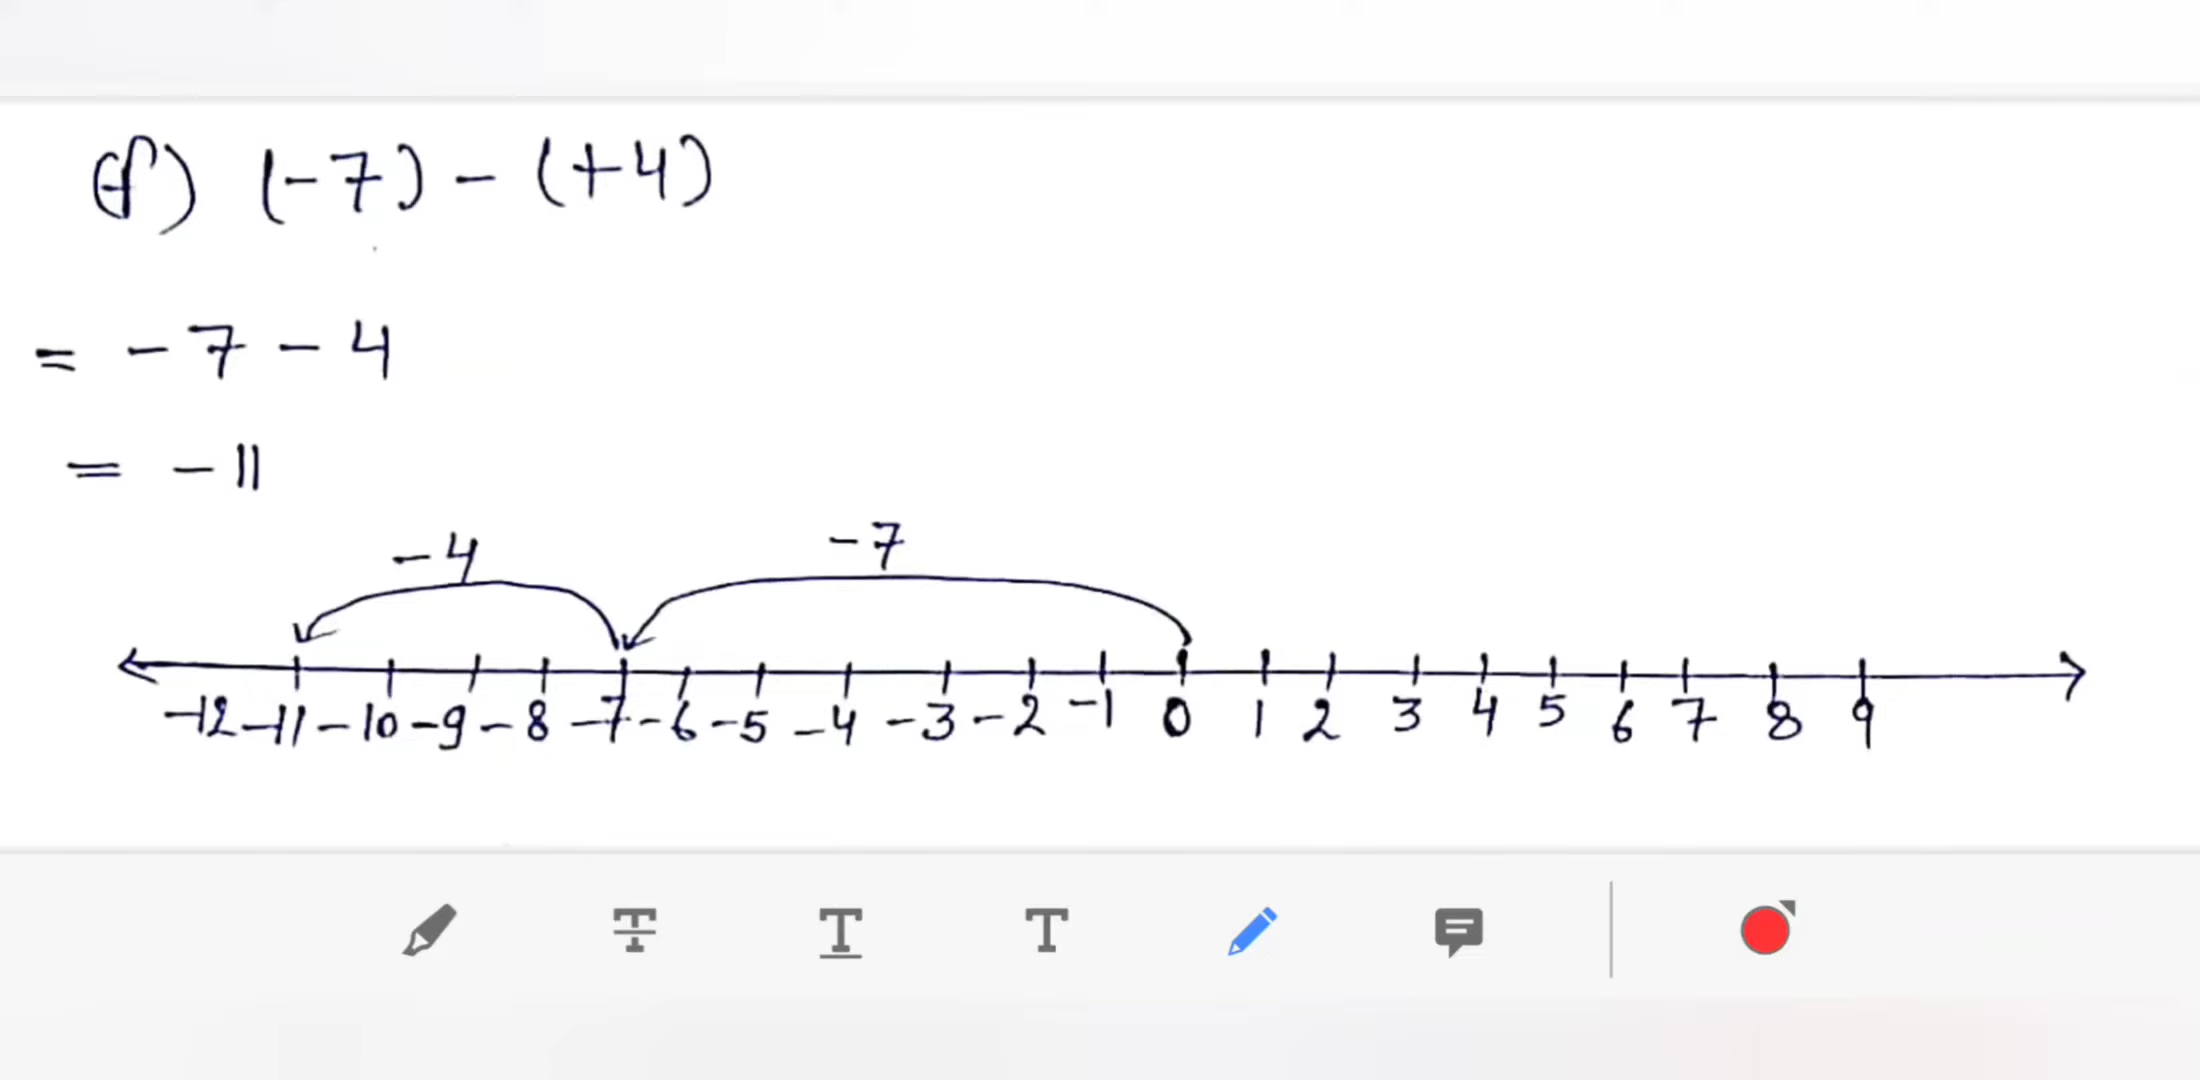 (f) (-7) - (+4)
= -7 - 4
= -11
-4 -7
-12 -11 -10 -9 -8 -7 -6 -5 -4 -3 -2 -1 0 1 2 3 4 5 6 7 8 9
T T T